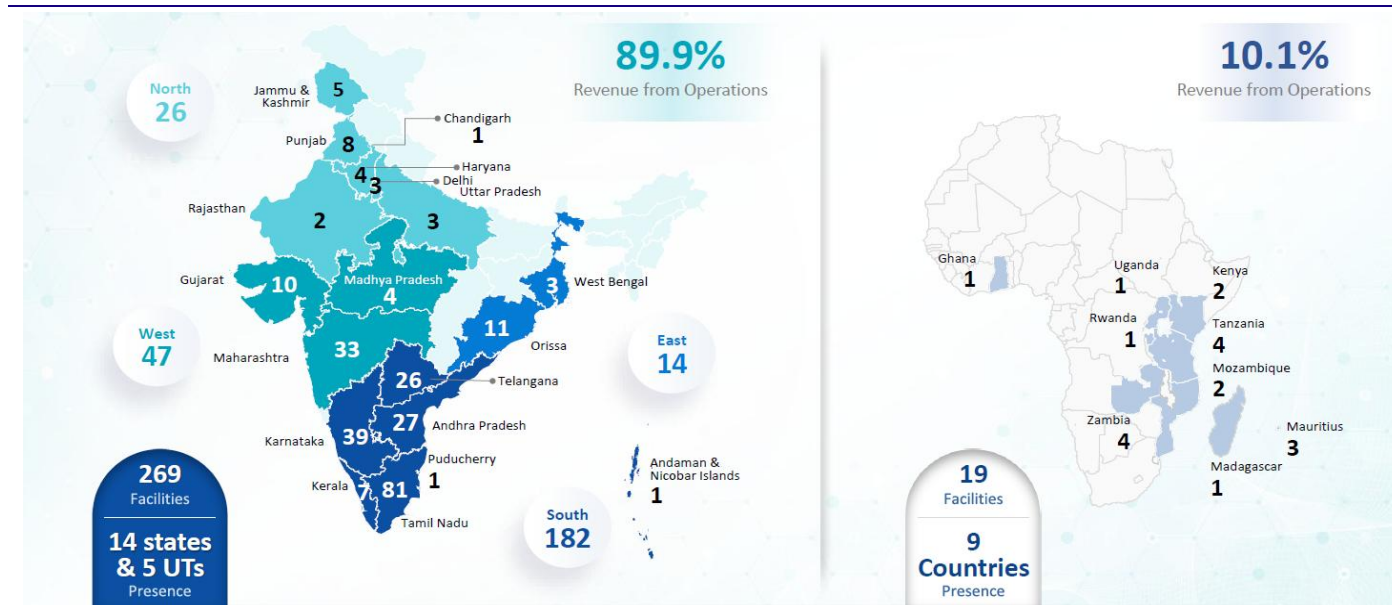 89.9%
Revenue from Operations
North
26
Jammu &
Kashmir
5
Chandigarh
1
Punjab
8
Haryana
4
Delhi
3
Uttar Pradesh
3
Rajasthan
2
Gujarat
10
Madhya Pradesh
4
West Bengal
3
11
Orissa
West
47
Maharashtra
33
East
14
26
Telangana
27
Andhra Pradesh
Karnataka
39
Puducherry
1
Kerala
7
81
Tamil Nadu
Andaman &
Nicobar Islands
1
South
182
269
Facilities
14 states
& 5 UTs
Presence
10.1%
Revenue from Operations
Ghana
1
Uganda
1
Kenya
2
Rwanda
1
Tanzania
4
Mozambique
2
Zambia
4
Mauritius
3
Madagascar
1
19
Facilities
9
Countries
Presence